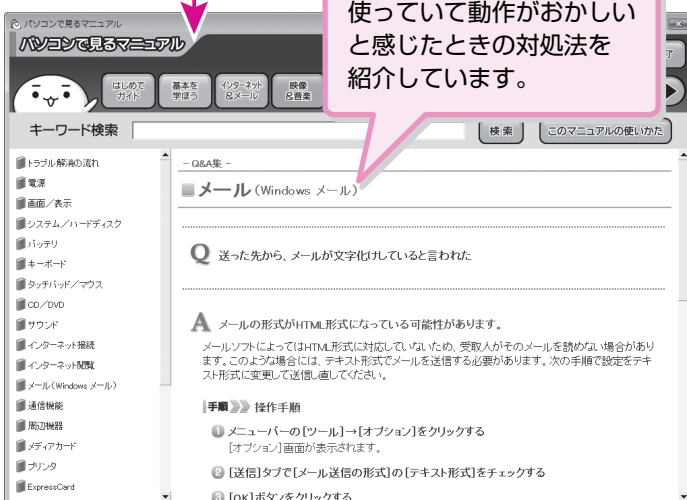 使っていて動作がおかしい
と感じたときの対処法を
紹介しています。
パソコンで見るマニュアル
パソコンで見るマニュアル
はじめて
ガイド
基本を
学ぼう
インターネット
&メール
映像
&音楽
キーワード検索
検索
このマニュアルの使いかた
トラブル解消の流れ
電源
画面／表示
システム／ハードディスク
バッテリ
キーボード
タッチパッド／マウス
CD／DVD
サウンド
インターネット接続
インターネット閲覧
メール（Windows メール）
通信機能
周辺機器
メディアカード
プリンタ
ExpressCard
− Q&A集 −
メール（Windows メール）
Q 送った先から、メールが文字化けしていると言われた
A メールの形式がHTML形式になっている可能性があります。
メールソフトによってはHTML形式に対応していないため、受取人がそのメールを読めない場合があり
ます。このような場合には、テキスト形式でメールを送信する必要があります。次の手順で設定をテキ
スト形式に変更して送信し直してください。
手順 操作手順
1 メニューバーの[ツール]→[オプション]をクリックする
[オプション]画面が表示されます。
2 [送信]タブで[メール送信の形式]の[テキスト形式]をチェックする
3 [OK]ボタンをクリックする